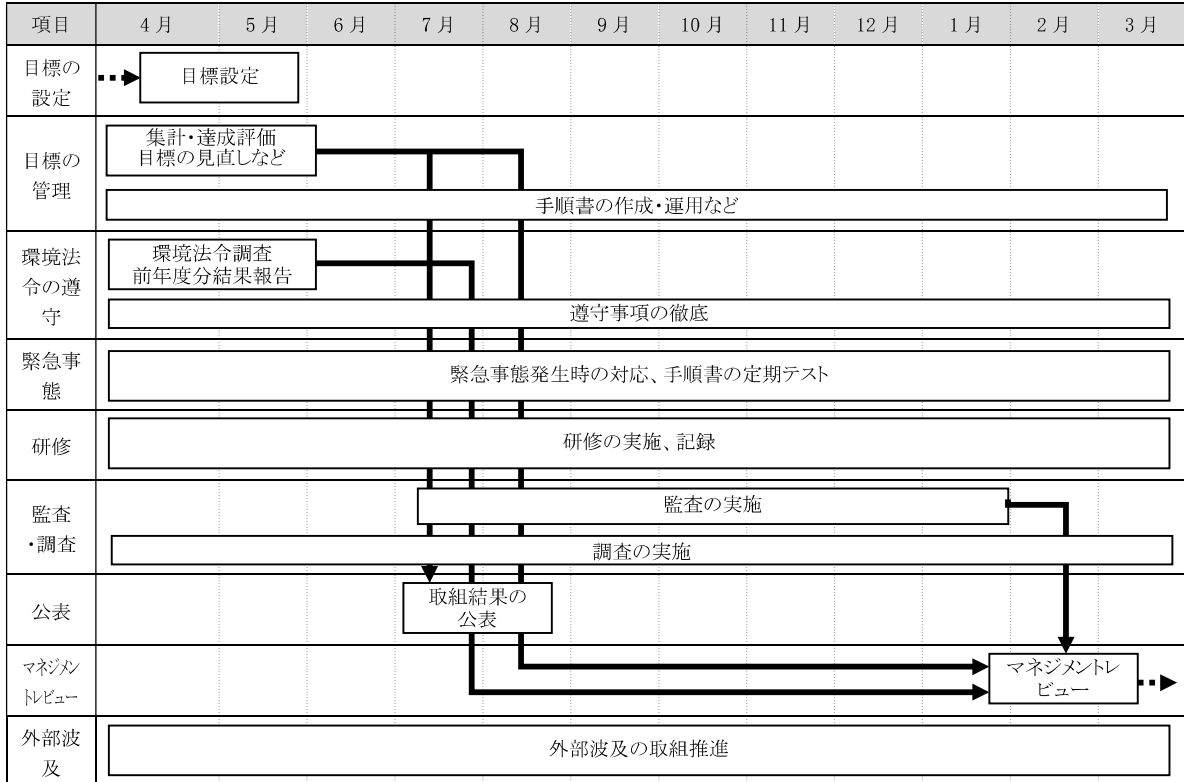 項目 4月 5月 6月 7月 8月 9月 10月 11月 12月 1月 2月 3月
目標の
設定
目標設定
目標の
管理
集計・達成評価
目標の見直しなど
手順書の作成・運用など
環境法
令の遵
守
環境法令調査
前年度分結果報告
遵守事項の徹底
緊急事
態
緊急事態発生時の対応、手順書の定期テスト
研修
研修の実施、記録
監査
・調査
監査の実施
調査の実施
公表
取組結果の
公表
マネジメン
トレビュー
マネジメントレ
ビュー
外部波
及
外部波及の取組推進